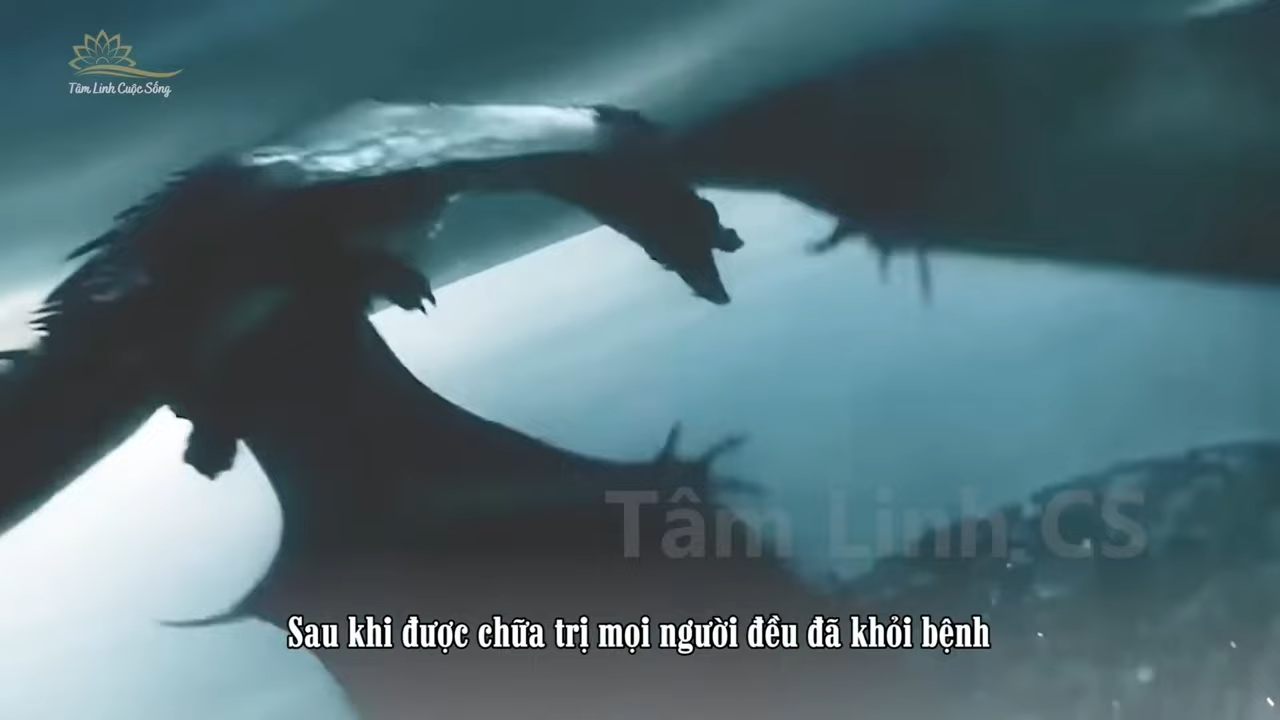 Tâm Linh Cuộc Sống
Tâm Linh CS
Sau khi được chữa trị mọi người đều đã khỏi bệnh